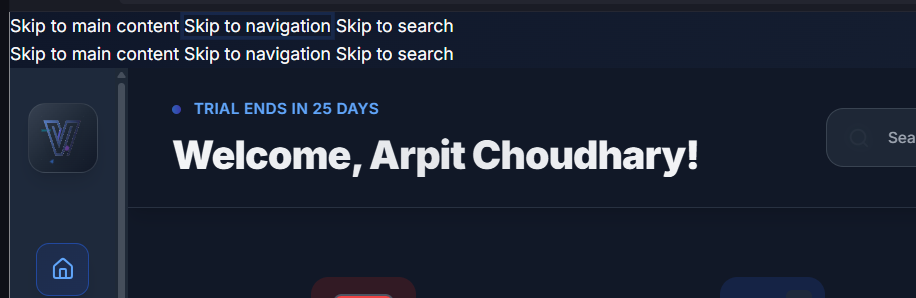 Skip to main content Skip to navigation Skip to search
Skip to main content Skip to navigation Skip to search
TRIAL ENDS IN 25 DAYS
Welcome, Arpit Choudhary!
Sea